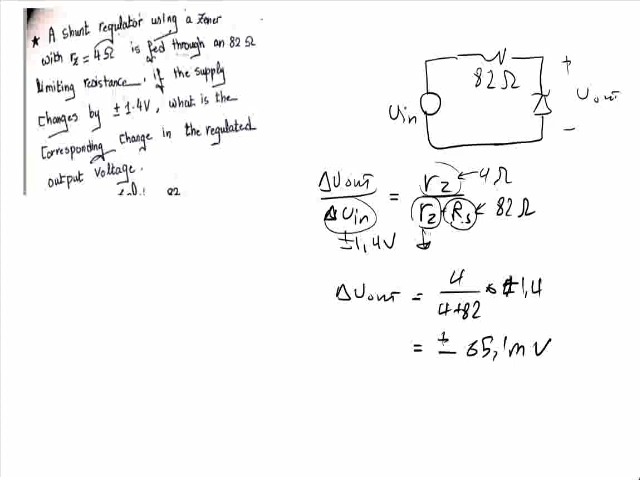 * A shunt regulator using a zener
with rz = 4Ω is fed through an 82 Ω
limiting resistance, if the supply
changes by ± 1.4V, what is the
Corresponding change in the regulated
output voltage.
82
82Ω
+
Uin
Uout
-
ΔUout / ΔUin = rz / (rz + Rs)
4Ω
82Ω
±1,4V
ΔUout = 4 / (4+82) * ±1,4
= ± 65,1mV